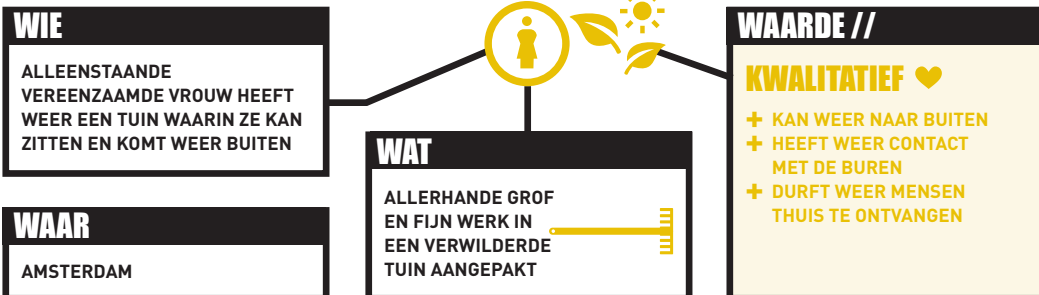 WIE
ALLEENSTAANDE
VEREENZAAMDE VROUW HEEFT
WEER EEN TUIN WAARIN ZE KAN
ZITTEN EN KOMT WEER BUITEN
WAAR
AMSTERDAM
WAT
ALLERHANDE GROF
EN FIJN WERK IN
EEN VERWILDERDE
TUIN AANGEPAKT
WAARDE //
KWALITATIEF
+ KAN WEER NAAR BUITEN
+ HEEFT WEER CONTACT
MET DE BUREN
+ DURFT WEER MENSEN
THUIS TE ONTVANGEN